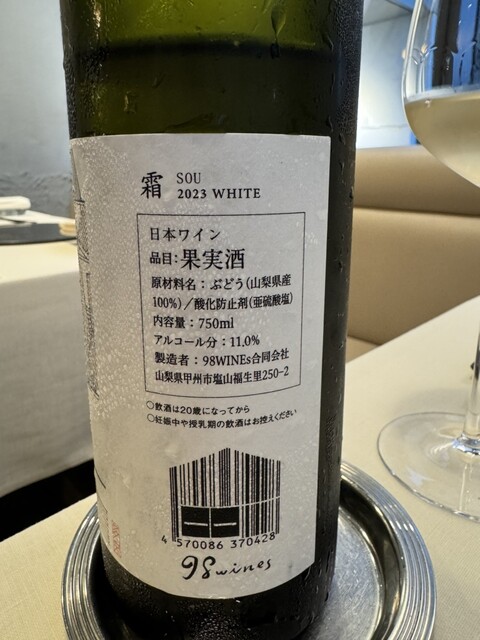 霜 SOU
2023 WHITE
日本ワイン
品目:果実酒
原材料名：ぶどう(山梨県産
100%)／酸化防止剤(亜硫酸塩)
内容量：750ml
アルコール分：11.0%
製造者：98WINEs合同会社
山梨県甲州市塩山福生里250-2
○飲酒は20歳になってから
○妊娠中や授乳期の飲酒はお控えください
4 570086 370428
98wines